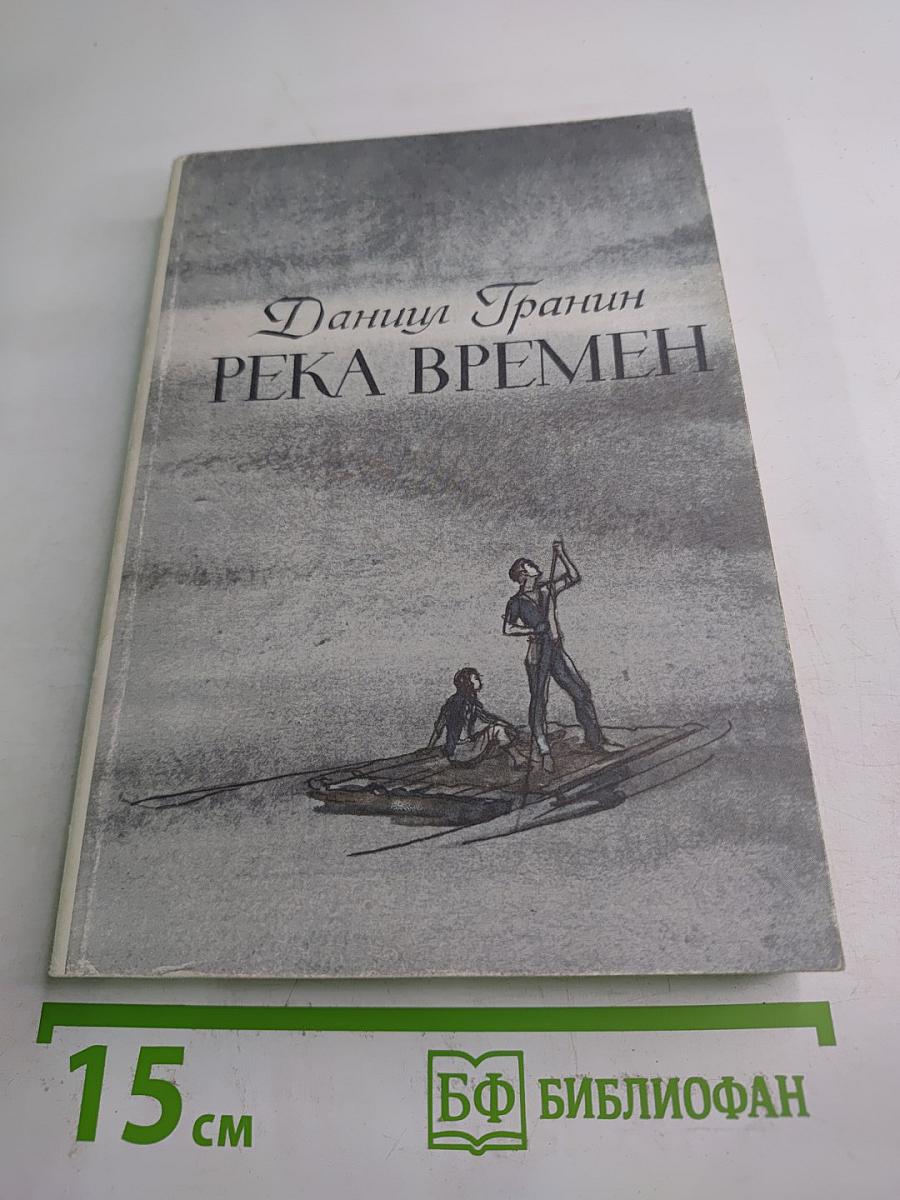 Даниил Гранин
РЕКА ВРЕМЕН
15 см
БФ БИБЛИОФАН